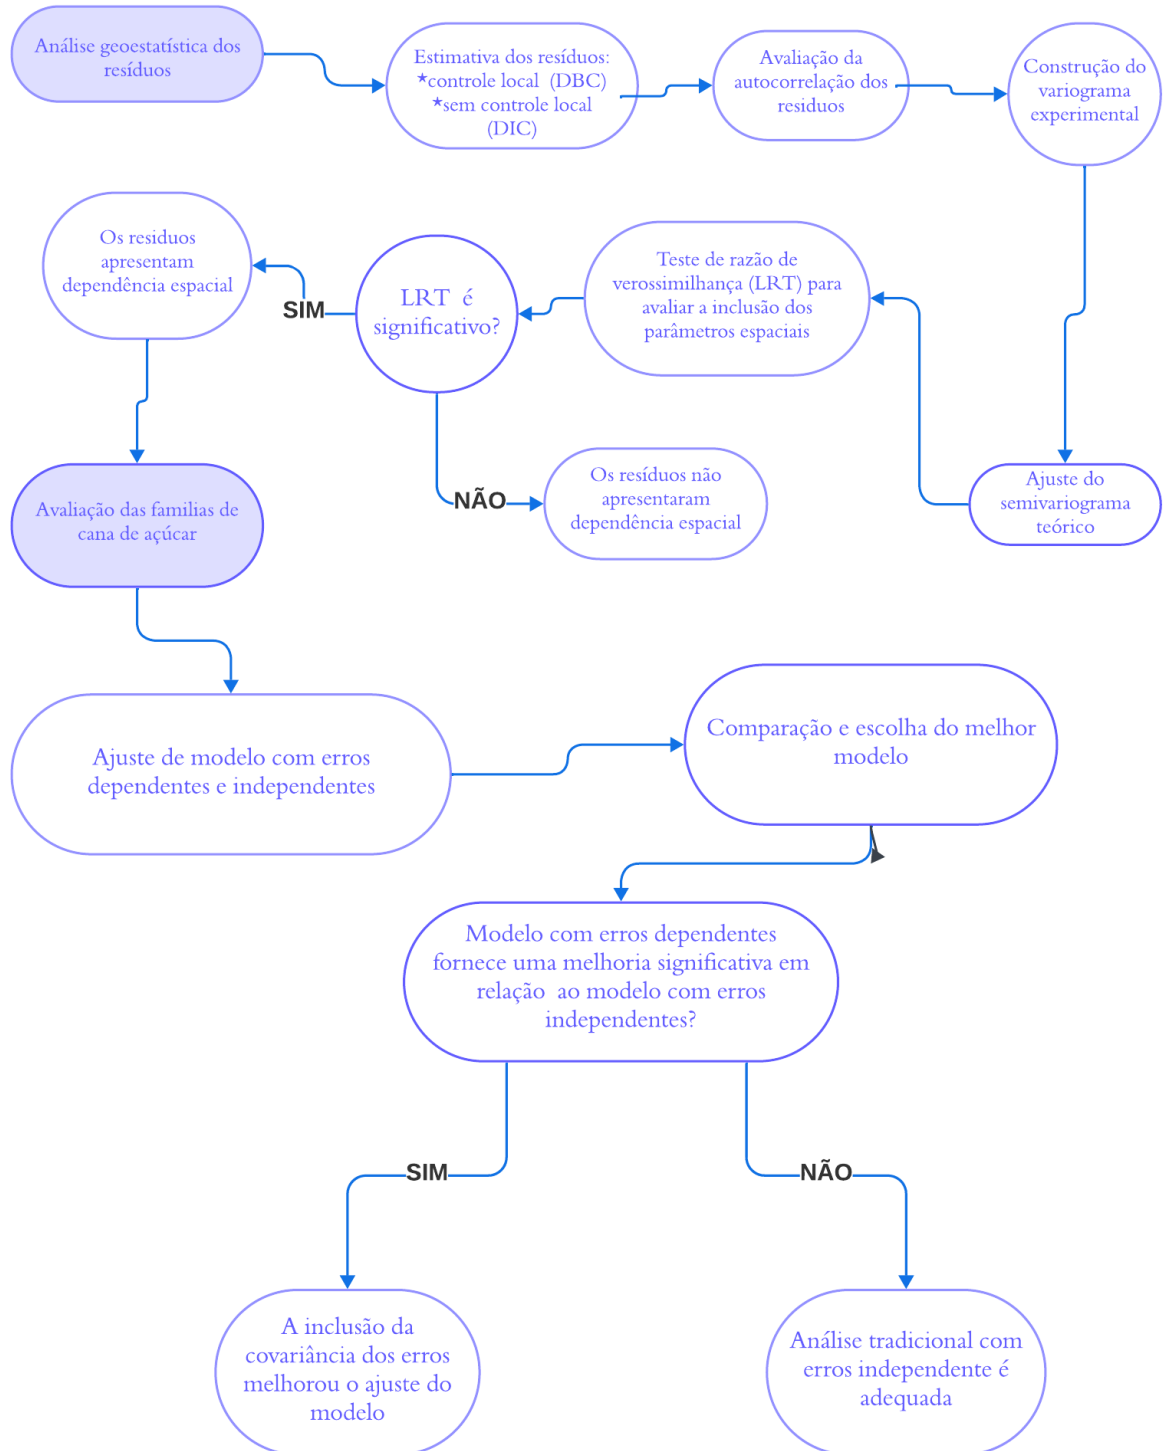 Análise geoestatística dos
resíduos
Estimativa dos resíduos:
*controle local (DBC)
*sem controle local
(DIC)
Avaliação da
autocorrelação dos
residuos
Construção do
variograma
experimental
Os residuos
apresentam
dependência espacial
SIM
LRT é
significativo?
Teste de razão de
verossimilhança (LRT) para
avaliar a inclusão dos
parâmetros espaciais
Ajuste do
semivariograma
teórico
NÃO
Os resíduos não
apresentaram
dependência espacial
Avaliação das familias de
cana de açúcar
Ajuste de modelo com erros
dependentes e independentes
Comparação e escolha do melhor
modelo
Modelo com erros dependentes
fornece uma melhoria significativa em
relação ao modelo com erros
independentes?
SIM
NÃO
A inclusão da
covariância dos erros
melhorou o ajuste do
modelo
Análise tradicional com
erros independente é
adequada